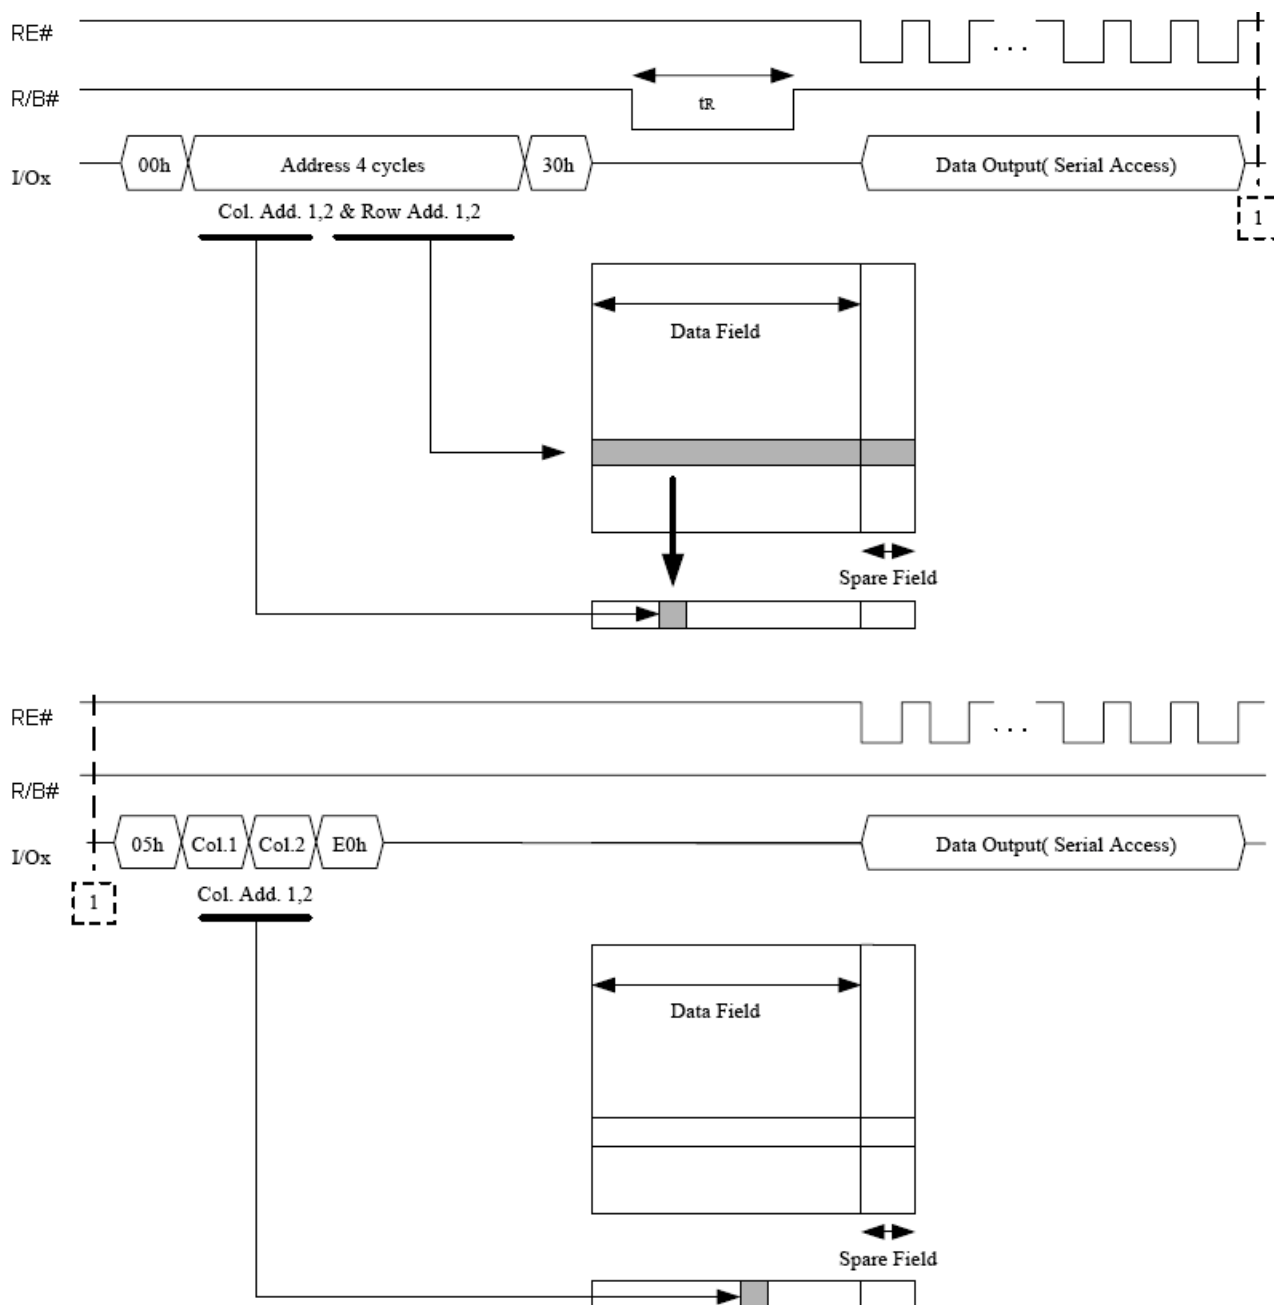 RE#
R/B#
tR
I/Ox
00h
Address 4 cycles
30h
Data Output( Serial Access)
Col. Add. 1,2 & Row Add. 1,2
1
Data Field
Spare Field
RE#
R/B#
I/Ox
05h
Col.1
Col.2
E0h
Data Output( Serial Access)
1
Col. Add. 1,2
Data Field
Spare Field